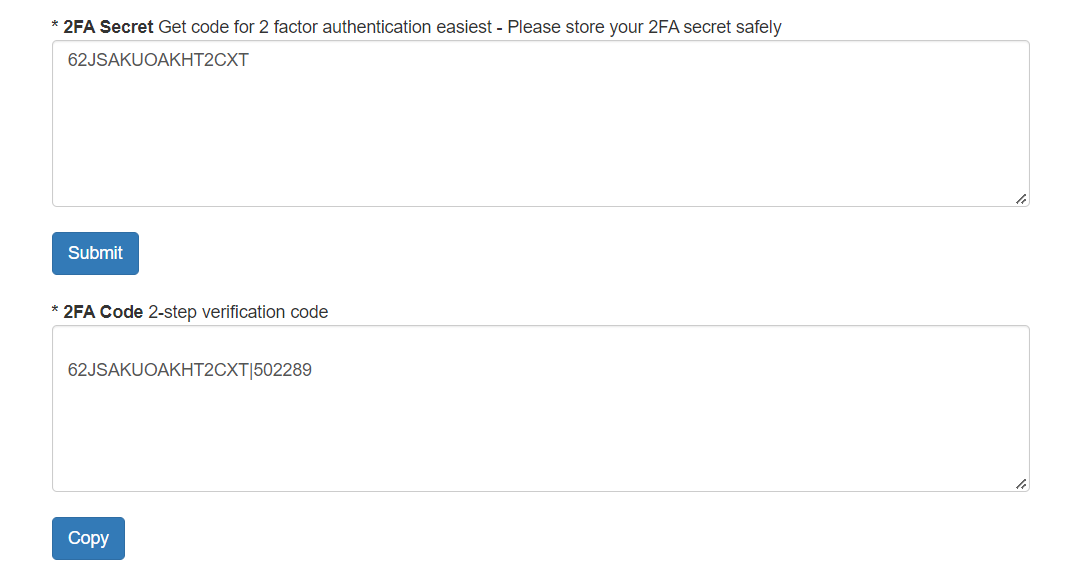 * 2FA Secret Get code for 2 factor authentication easiest - Please store your 2FA secret safely
62JSAKUOAKHT2CXT
Submit
* 2FA Code 2-step verification code
62JSAKUOAKHT2CXT|502289
Copy